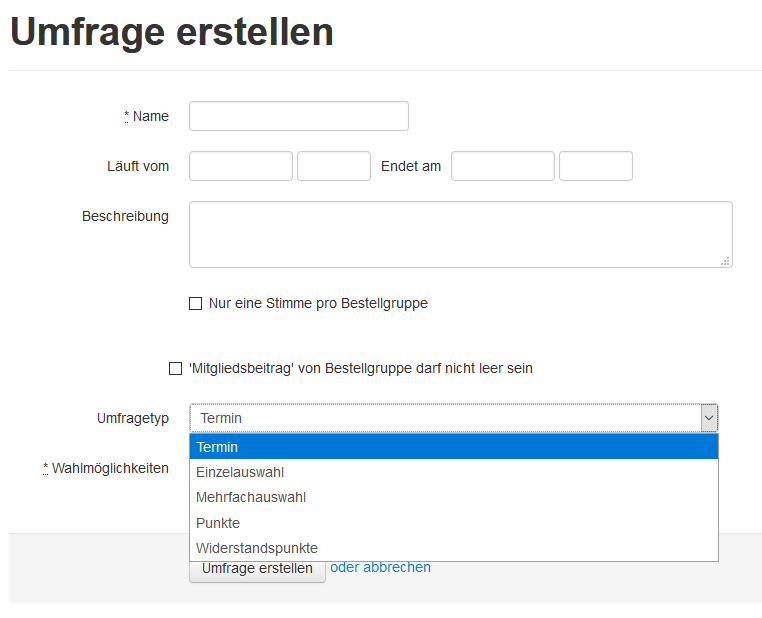 Umfrage erstellen
* Name
Läuft vom Endet am
Beschreibung
Nur eine Stimme pro Bestellgruppe
'Mitgliedsbeitrag' von Bestellgruppe darf nicht leer sein
Umfragetyp Termin
Termin
* Wahlmöglichkeiten
Einzelauswahl
Mehrfachauswahl
Punkte
Widerstandspunkte
Umfrage erstellen oder abbrechen